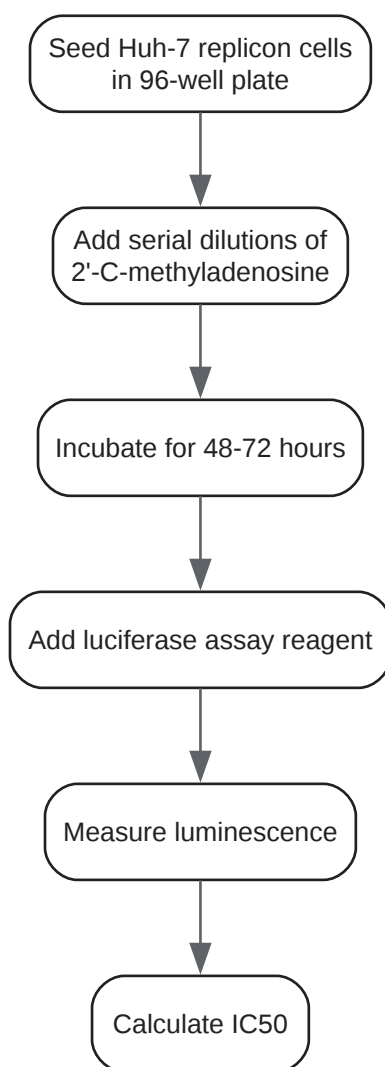 Seed Huh-7 replicon cells
in 96-well plate
Add serial dilutions of
2'-C-methyladenosine
Incubate for 48-72 hours
Add luciferase assay reagent
Measure luminescence
Calculate IC50